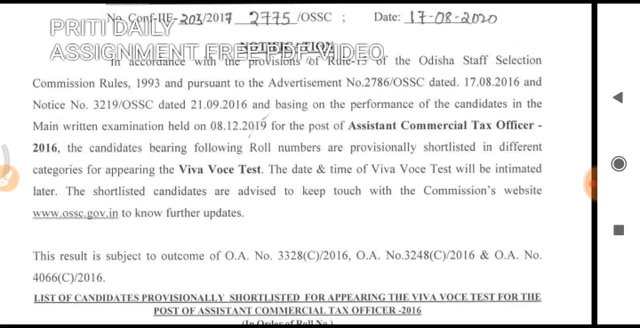 No. Conf-IIE-203/2017 2775 /OSSC ; Date: 17-08-2020
PRITI DAILY
ASSIGNMENT FREE PDF VIDEO
NOTIFICATION
In accordance with the provisions of Rule-13 of the Odisha Staff Selection
Commission Rules, 1993 and pursuant to the Advertisement No.2786/OSSC dated. 17.08.2016 and
Notice No. 3219/OSSC dated 21.09.2016 and basing on the performance of the candidates in the
Main written examination held on 08.12.2019 for the post of Assistant Commercial Tax Officer -
2016, the candidates bearing following Roll numbers are provisionally shortlisted in different
categories for appearing the Viva Voce Test. The date & time of Viva Voce Test will be intimated
later. The shortlisted candidates are advised to keep touch with the Commission's website
www.ossc.gov.in to know further updates.
This result is subject to outcome of O.A. No. 3328(C)/2016, O.A. No.3248(C)/2016 & O.A. No.
4066(C)/2016.
LIST OF CANDIDATES PROVISIONALLY SHORTLISTED FOR APPEARING THE VIVA VOCE TEST FOR THE
POST OF ASSISTANT COMMERCIAL TAX OFFICER -2016
(In Order of Roll No.)